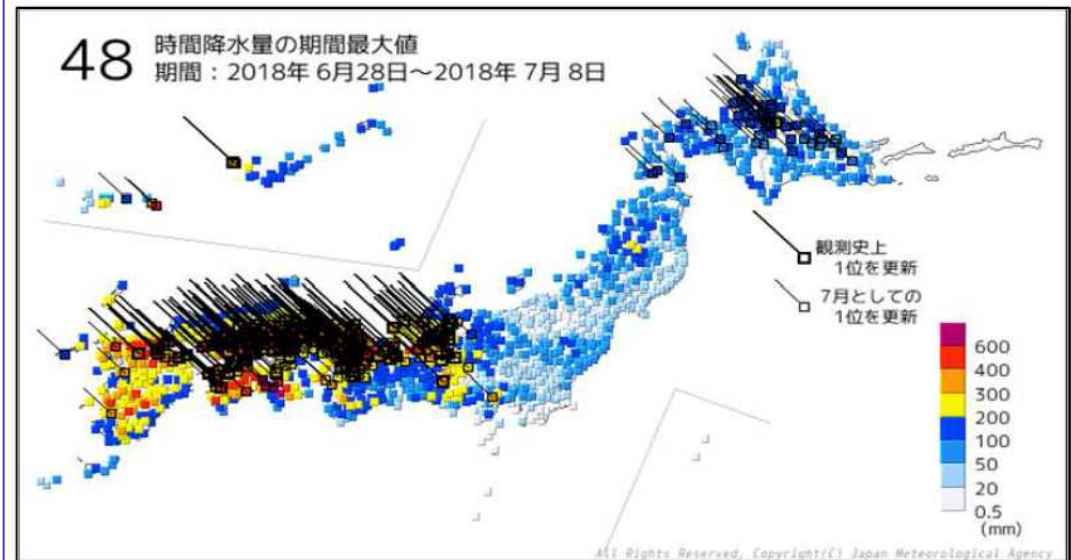 48 時間降水量の期間最大値
期間：2018年 6月28日～2018年 7月 8日
観測史上
1位を更新
7月としての
1位を更新
600
400
300
200
100
50
20
0.5
(mm)
All Rights Reserved, Copyright(C) Japan Meteorological Agency